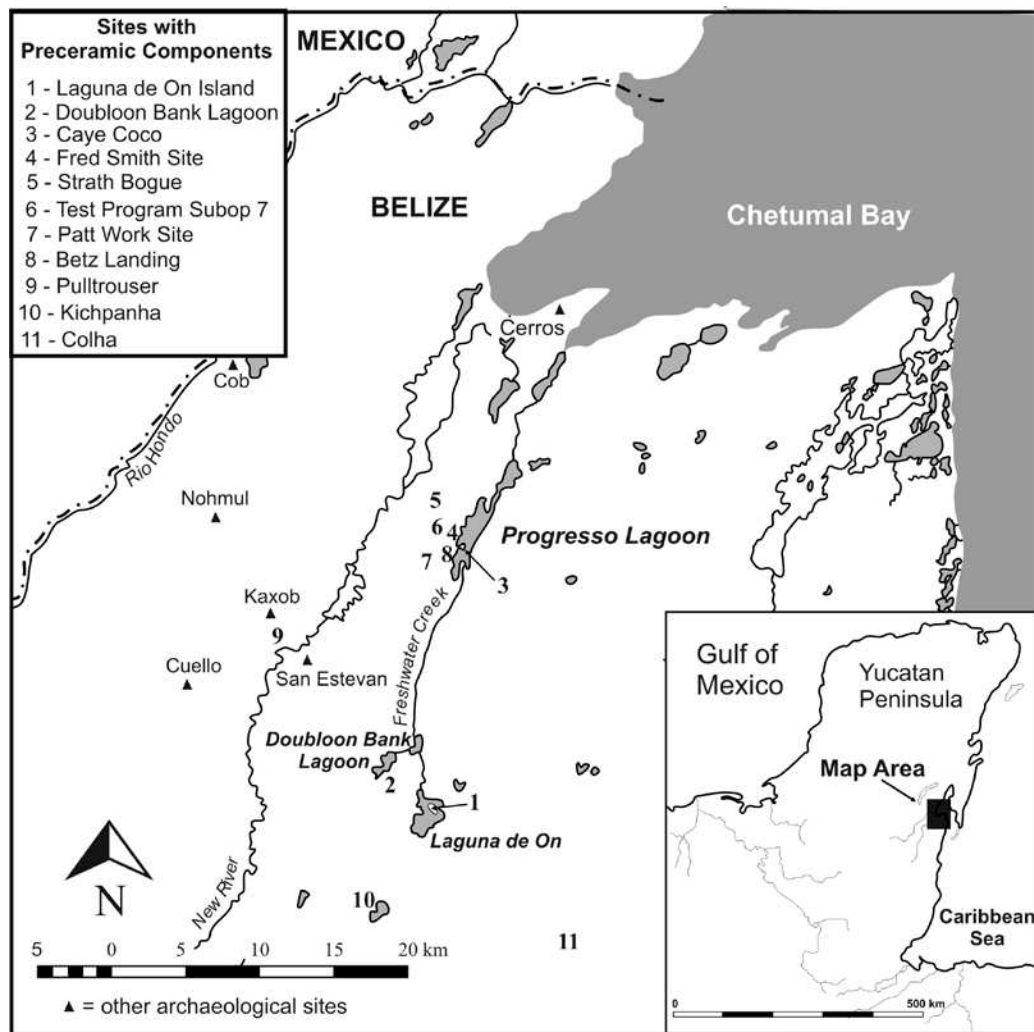 Sites with
Preceramic Components
1 - Laguna de On Island
2 - Doubloon Bank Lagoon
3 - Caye Coco
4 - Fred Smith Site
5 - Strath Bogue
6 - Test Program Subop 7
7 - Patt Work Site
8 - Betz Landing
9 - Pulltrouser
10 - Kichpanha
11 - Colha
MEXICO
BELIZE
Chetumal Bay
Cerros
Cob
Rio Hondo
Nohmul
5
6
4
Progresso Lagoon
7
8
3
Kaxob
9
Freshwater Creek
Cuello
San Estevan
Doubloon Bank
Lagoon
2
1
Laguna de On
New River
10
11
N
5 0 5 10 15 20 km
▲ = other archaeological sites
Gulf of
Mexico
Yucatan
Peninsula
Map Area
Caribbean
Sea
0 500 km